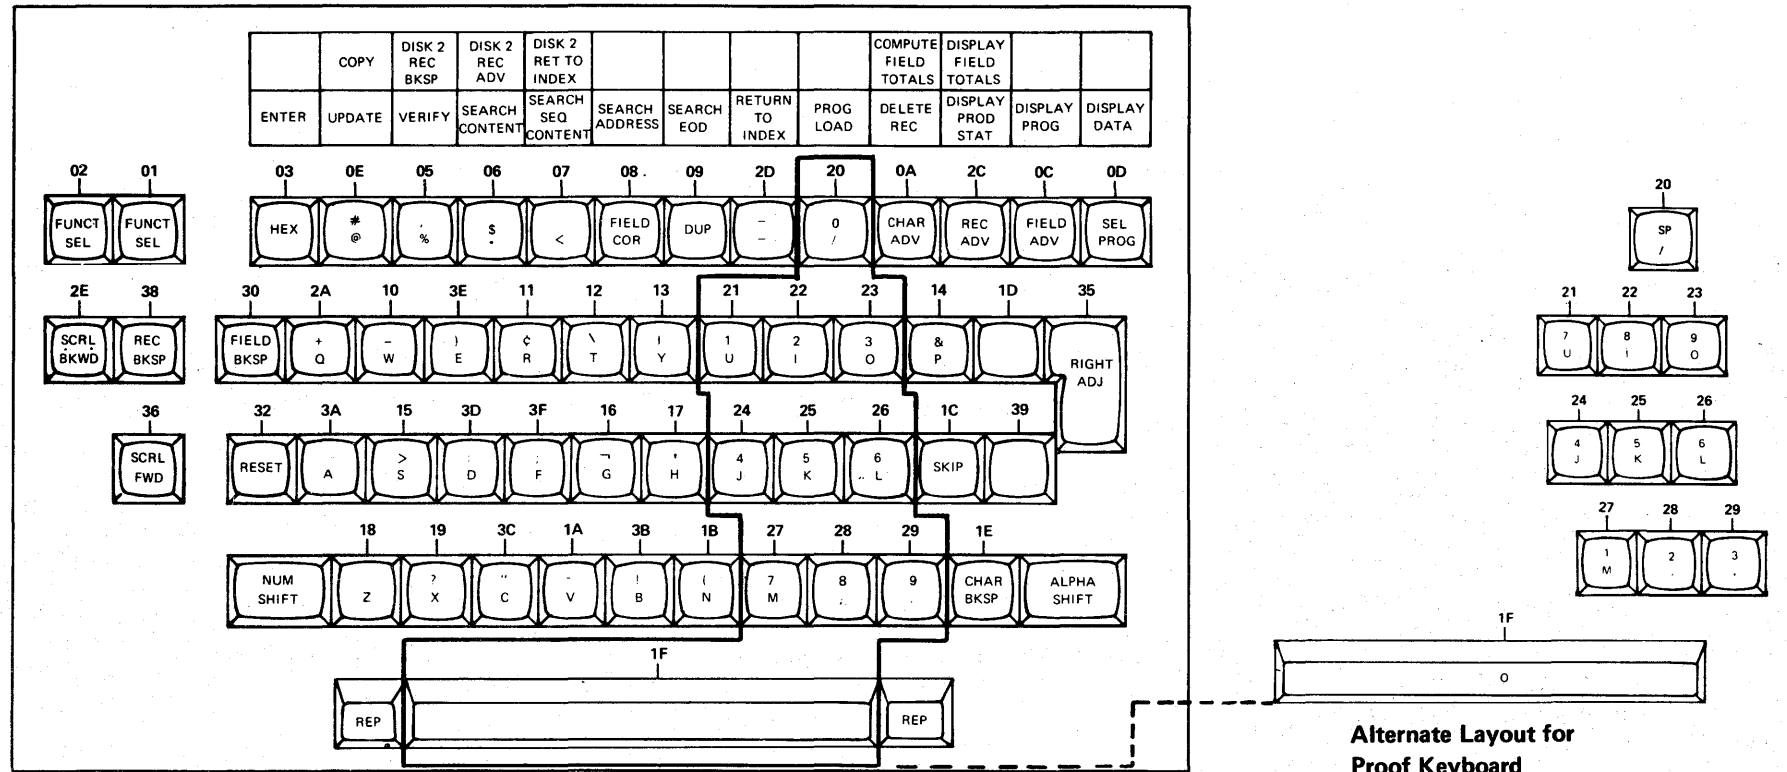 COPY
DISK 2 REC BKSP
DISK 2 REC ADV
DISK 2 RET TO INDEX
COMPUTE FIELD TOTALS
DISPLAY FIELD TOTALS
ENTER
UPDATE
VERIFY
SEARCH CONTENT
SEARCH SEQ CONTENT
SEARCH ADDRESS
SEARCH EOD
RETURN TO INDEX
PROG LOAD
DELETE REC
DISPLAY PROD STAT
DISPLAY PROG
DISPLAY DATA
02 01 03 0E 05 06 07 08 09 2D 20 0A 2C 0C 0D
FUNCT SEL
FUNCT SEL
HEX
# @
, %
$ .
<
FIELD COR
DUP
– –
0 /
CHAR ADV
REC ADV
FIELD ADV
SEL PROG
2E 38 30 2A 10 3E 11 12 13 21 22 23 14 1D 35
SCRL BKWD
REC BKSP
FIELD BKSP
+ Q
– W
) E
¢ R
\ T
| Y
1 U
2 I
3 O
& P
RIGHT ADJ
36 32 3A 15 3D 3F 16 17 24 25 26 1C 39
SCRL FWD
RESET
A
> S
: D
; F
¬ G
' H
4 J
5 K
6 L
SKIP
18 19 3C 1A 3B 1B 27 28 29 1E
NUM SHIFT
Z
? X
" C
- V
! B
( N
7 M
8 ;
9 .
CHAR BKSP
ALPHA SHIFT
1F
REP
REP
20
SP /
21 22 23
7 U
8 I
9 O
24 25 26
4 J
5 K
6 L
27 28 29
1 M
2 .
3 .
1F
0
Alternate Layout for
Proof Keyboard